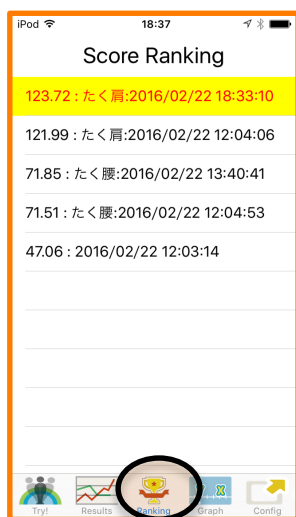 iPod 18:37
Score Ranking
123.72 : たく肩:2016/02/22 18:33:10
121.99 : たく肩:2016/02/22 12:04:06
71.85 : たく腰:2016/02/22 13:40:41
71.51 : たく腰:2016/02/22 12:04:53
47.06 : 2016/02/22 12:03:14
Try! Results Ranking Graph Config